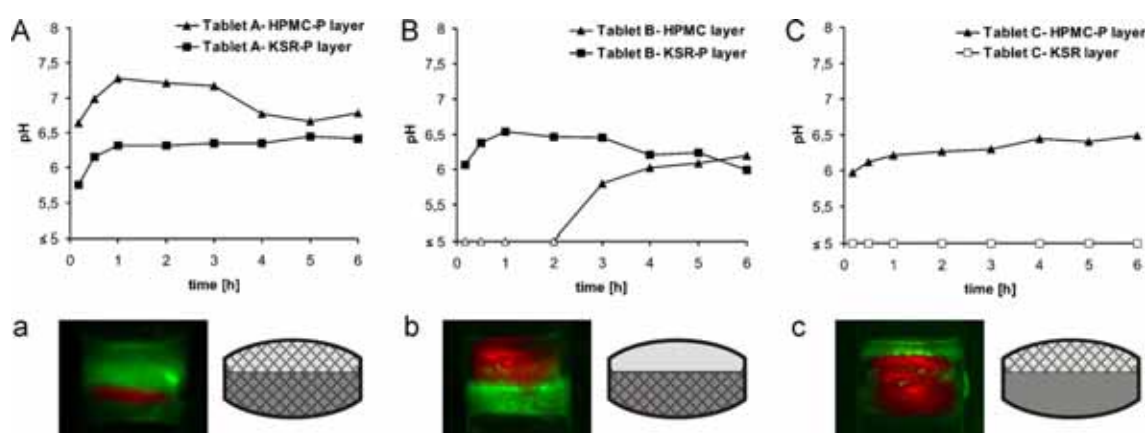 A
Tablet A- HPMC-P layer
Tablet A- KSR-P layer
8
7,5
7
6,5
6
5,5
≤ 5
pH
0 1 2 3 4 5 6
time [h]
B
Tablet B- HPMC layer
Tablet B- KSR-P layer
8
7,5
7
6,5
6
5,5
≤ 5
pH
0 1 2 3 4 5 6
time [h]
C
Tablet C- HPMC-P layer
Tablet C- KSR layer
8
7,5
7
6,5
6
5,5
≤ 5
pH
0 1 2 3 4 5 6
time [h]
a
b
c